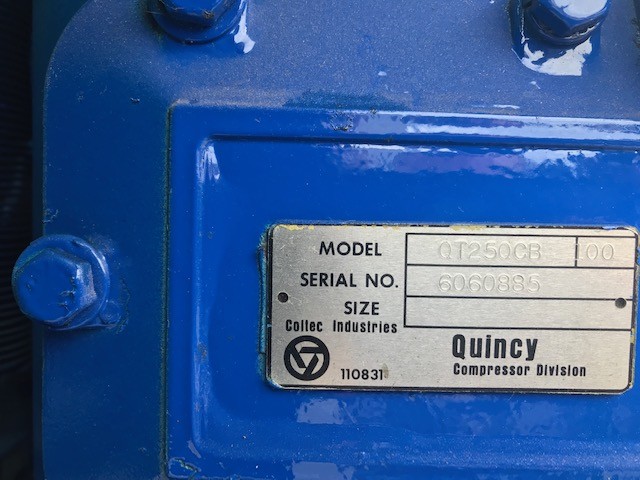 MODEL QT250CB 00
SERIAL NO. 6060885
SIZE
Coltec Industries
Quincy
Compressor Division
110831